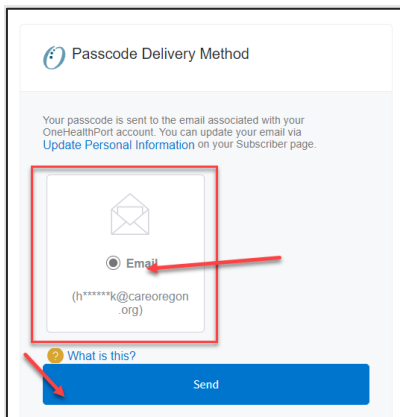 Passcode Delivery Method
Your passcode is sent to the email associated with your
OneHealthPort account. You can update your email via
Update Personal Information on your Subscriber page.
Email
(h******k@careoregon
.org)
? What is this?
Send